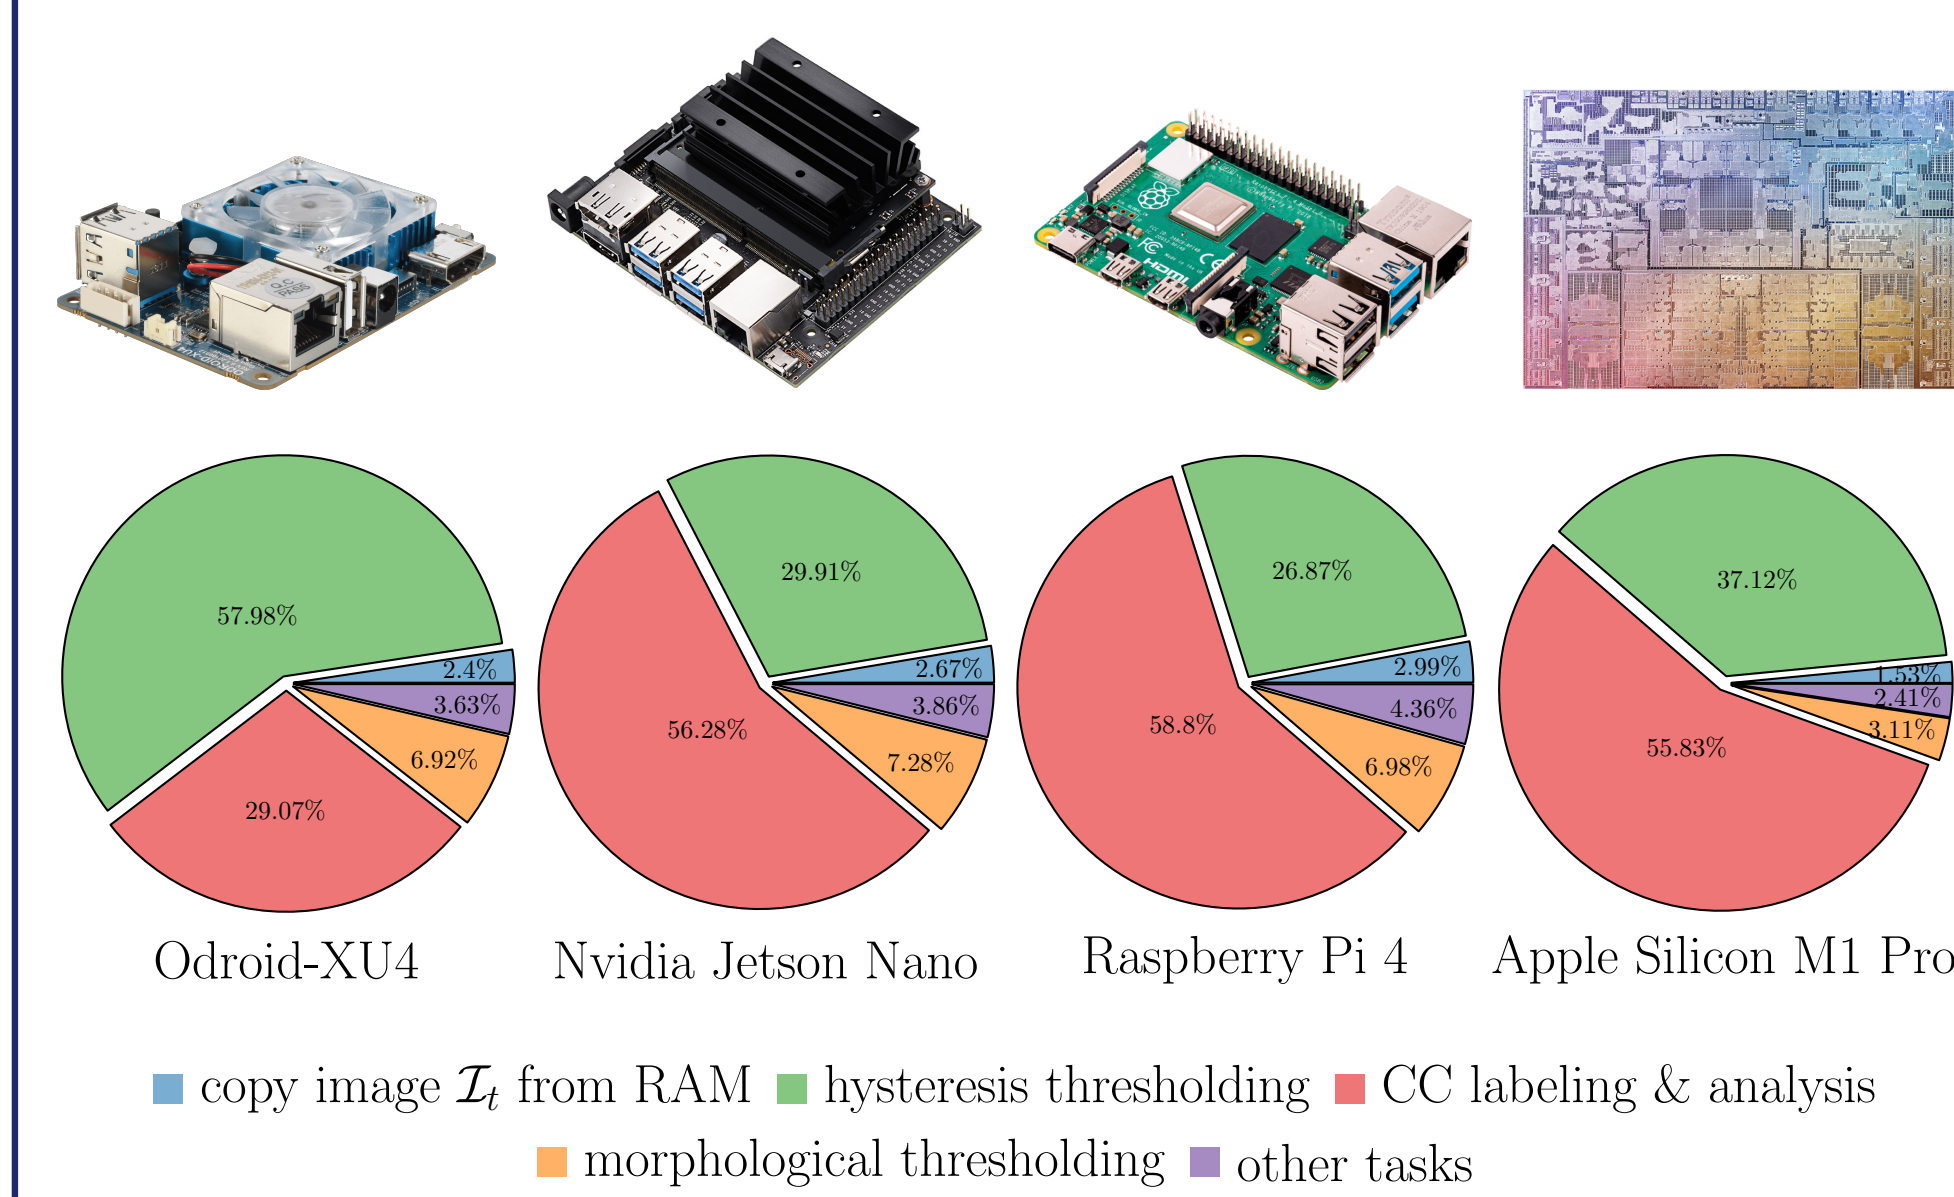 57.98%
2.4%
3.63%
6.92%
29.07%
29.91%
2.67%
3.86%
7.28%
56.28%
26.87%
2.99%
4.36%
6.98%
58.8%
37.12%
1.53%
2.41%
3.11%
55.83%
Odroid-XU4
Nvidia Jetson Nano
Raspberry Pi 4
Apple Silicon M1 Pro
copy image 𝓘ₜ from RAM
hysteresis thresholding
CC labeling & analysis
morphological thresholding
other tasks